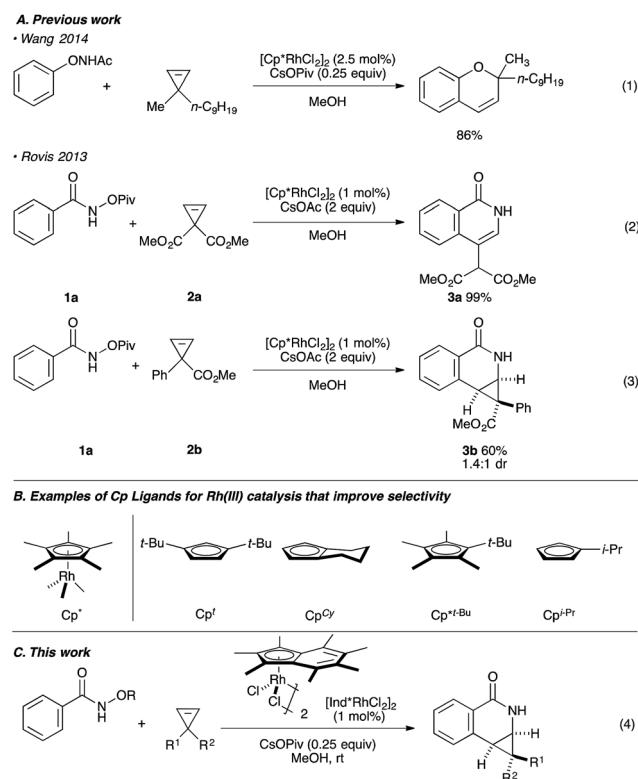 A. Previous work
• Wang 2014
ONHAc
+
Me
n-C9H19
[Cp*RhCl2]2 (2.5 mol%)
CsOPiv (0.25 equiv)
MeOH
O
CH3
n-C9H19
86%
(1)
• Rovis 2013
O
N
H
OPiv
+
MeO2C
CO2Me
[Cp*RhCl2]2 (1 mol%)
CsOAc (2 equiv)
MeOH
O
NH
MeO2C
CO2Me
(2)
1a
2a
3a 99%
O
N
H
OPiv
+
Ph
CO2Me
[Cp*RhCl2]2 (1 mol%)
CsOAc (2 equiv)
MeOH
O
NH
H
H
Ph
MeO2C
(3)
1a
2b
3b 60%
1.4:1 dr
B. Examples of Cp Ligands for Rh(III) catalysis that improve selectivity
Rh
t-Bu
t-Bu
t-Bu
i-Pr
Cp*
Cpt
CpCy
Cp*t-Bu
Cpi-Pr
C. This work
O
N
H
OR
+
R1
R2
Rh
Cl
Cl
2
[Ind*RhCl2]2
(1 mol%)
CsOPiv (0.25 equiv)
MeOH, rt
O
NH
H
H
R1
R2
(4)